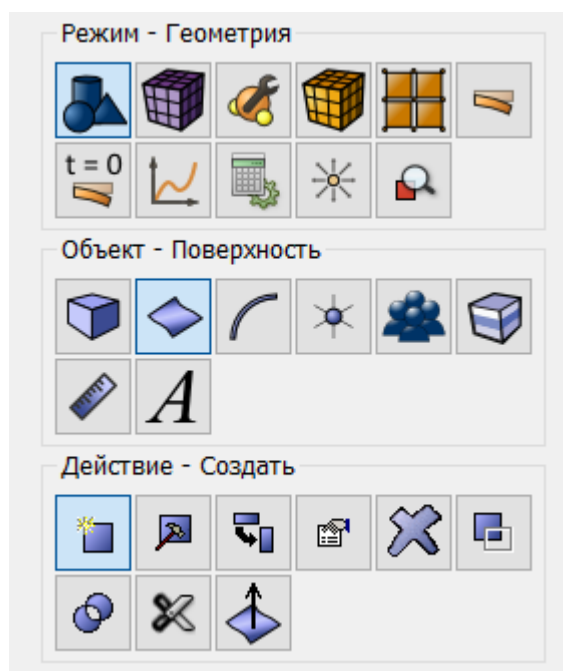 Режим - Геометрия
t = 0
Объект - Поверхность
A
Действие - Создать